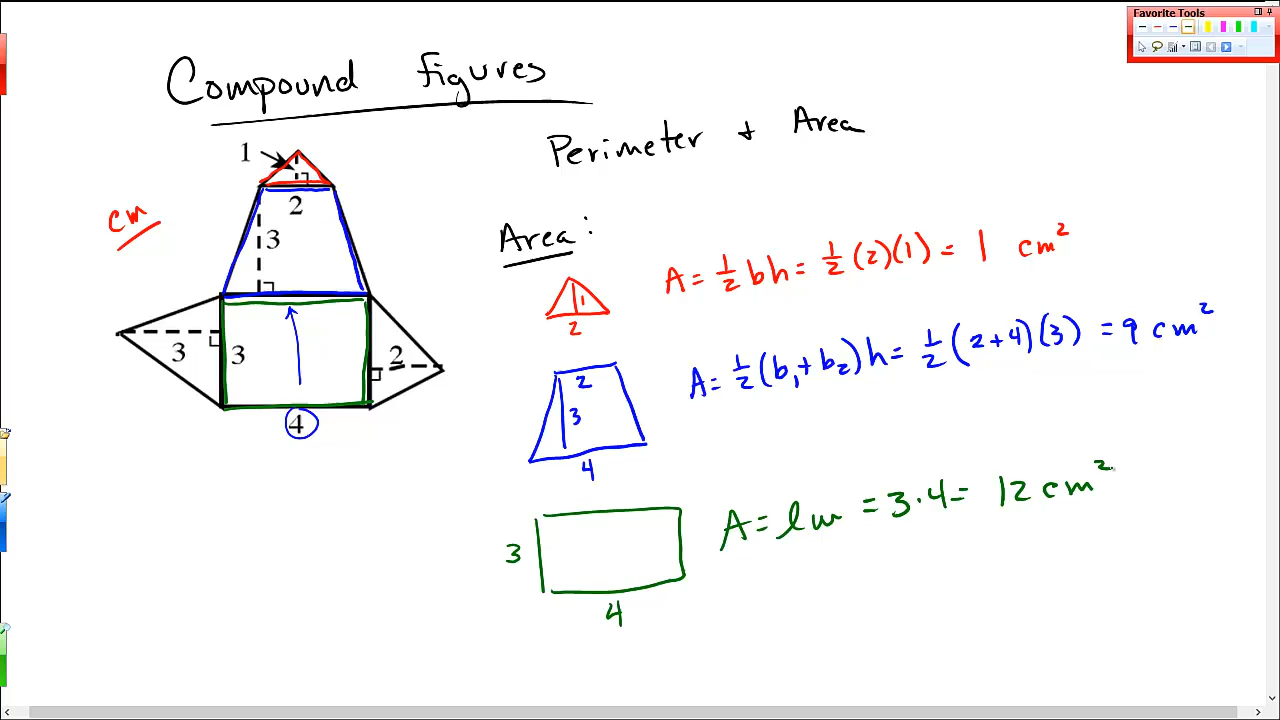 Favorite Tools
Compound figures
Perimeter + Area
1
2
cm
3
3
3
2
4
Area:
1
2
A = 1/2 bh = 1/2 (2)(1) = 1 cm²
2
3
4
A = 1/2 (b₁ + b₂) h = 1/2 (2+4)(3) = 9 cm²
3
4
A = lw = 3·4 = 12 cm²